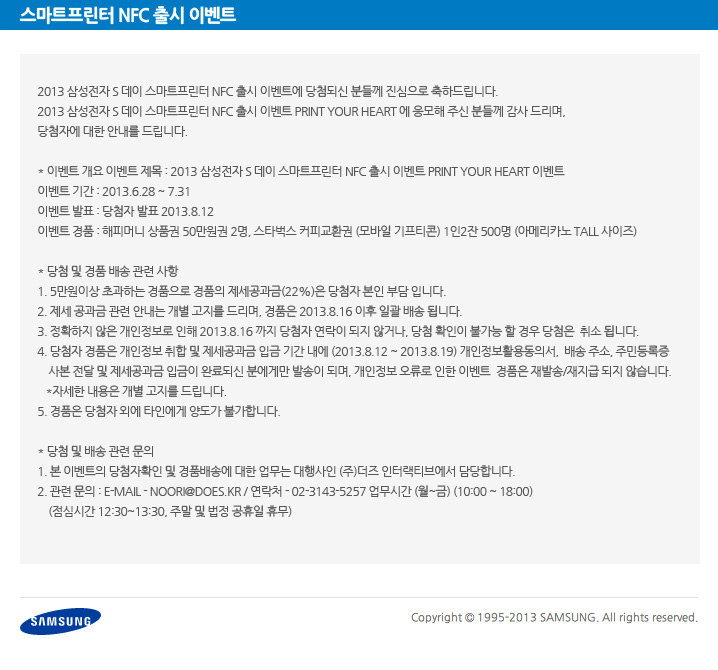 스마트프린터 NFC 출시 이벤트
2013 삼성전자 S 데이 스마트프린터 NFC 출시 이벤트에 당첨되신 분들께 진심으로 축하드립니다.
2013 삼성전자 S 데이 스마트프린터 NFC 출시 이벤트 PRINT YOUR HEART 에 응모해 주신 분들께 감사 드리며,
당첨자에 대한 안내를 드립니다.
* 이벤트 개요 이벤트 제목 : 2013 삼성전자 S 데이 스마트프린터 NFC 출시 이벤트 PRINT YOUR HEART 이벤트
이벤트 기간 : 2013.6.28 ~ 7.31
이벤트 발표 : 당첨자 발표 2013.8.12
이벤트 경품 : 해피머니 상품권 50만원권 2명, 스타벅스 커피교환권 (모바일 기프티콘) 1인2잔 500명 (아메리카노 TALL 사이즈)
* 당첨 및 경품 배송 관련 사항
1. 5만원이상 초과하는 경품으로 경품의 제세공과금(22%)은 당첨자 본인 부담 입니다.
2. 제세 공과금 관련 안내는 개별 고지를 드리며, 경품은 2013.8.16 이후 일괄 배송 됩니다.
3. 정확하지 않은 개인정보로 인해 2013.8.16 까지 당첨자 연락이 되지 않거나, 당첨 확인이 불가능 할 경우 당첨은 취소 됩니다.
4. 당첨자 경품은 개인정보 취합 및 제세공과금 입금 기간 내에 (2013.8.12 ~ 2013.8.19) 개인정보활용동의서, 배송 주소, 주민등록증
사본 전달 및 제세공과금 입금이 완료되신 분에게만 발송이 되며, 개인정보 오류로 인한 이벤트 경품은 재발송/재지급 되지 않습니다.
*자세한 내용은 개별 고지를 드립니다.
5. 경품은 당첨자 외에 타인에게 양도가 불가합니다.
* 당첨 및 배송 관련 문의
1. 본 이벤트의 당첨자확인 및 경품배송에 대한 업무는 대행사인 (주)더즈 인터랙티브에서 담당합니다.
2. 관련 문의 : E-MAIL - NOORI@DOES.KR / 연락처 - 02-3143-5257 업무시간 (월~금) (10:00 ~ 18:00)
(점심시간 12:30~13:30, 주말 및 법정 공휴일 휴무)
SAMSUNG
Copyright © 1995-2013 SAMSUNG. All rights reserved.